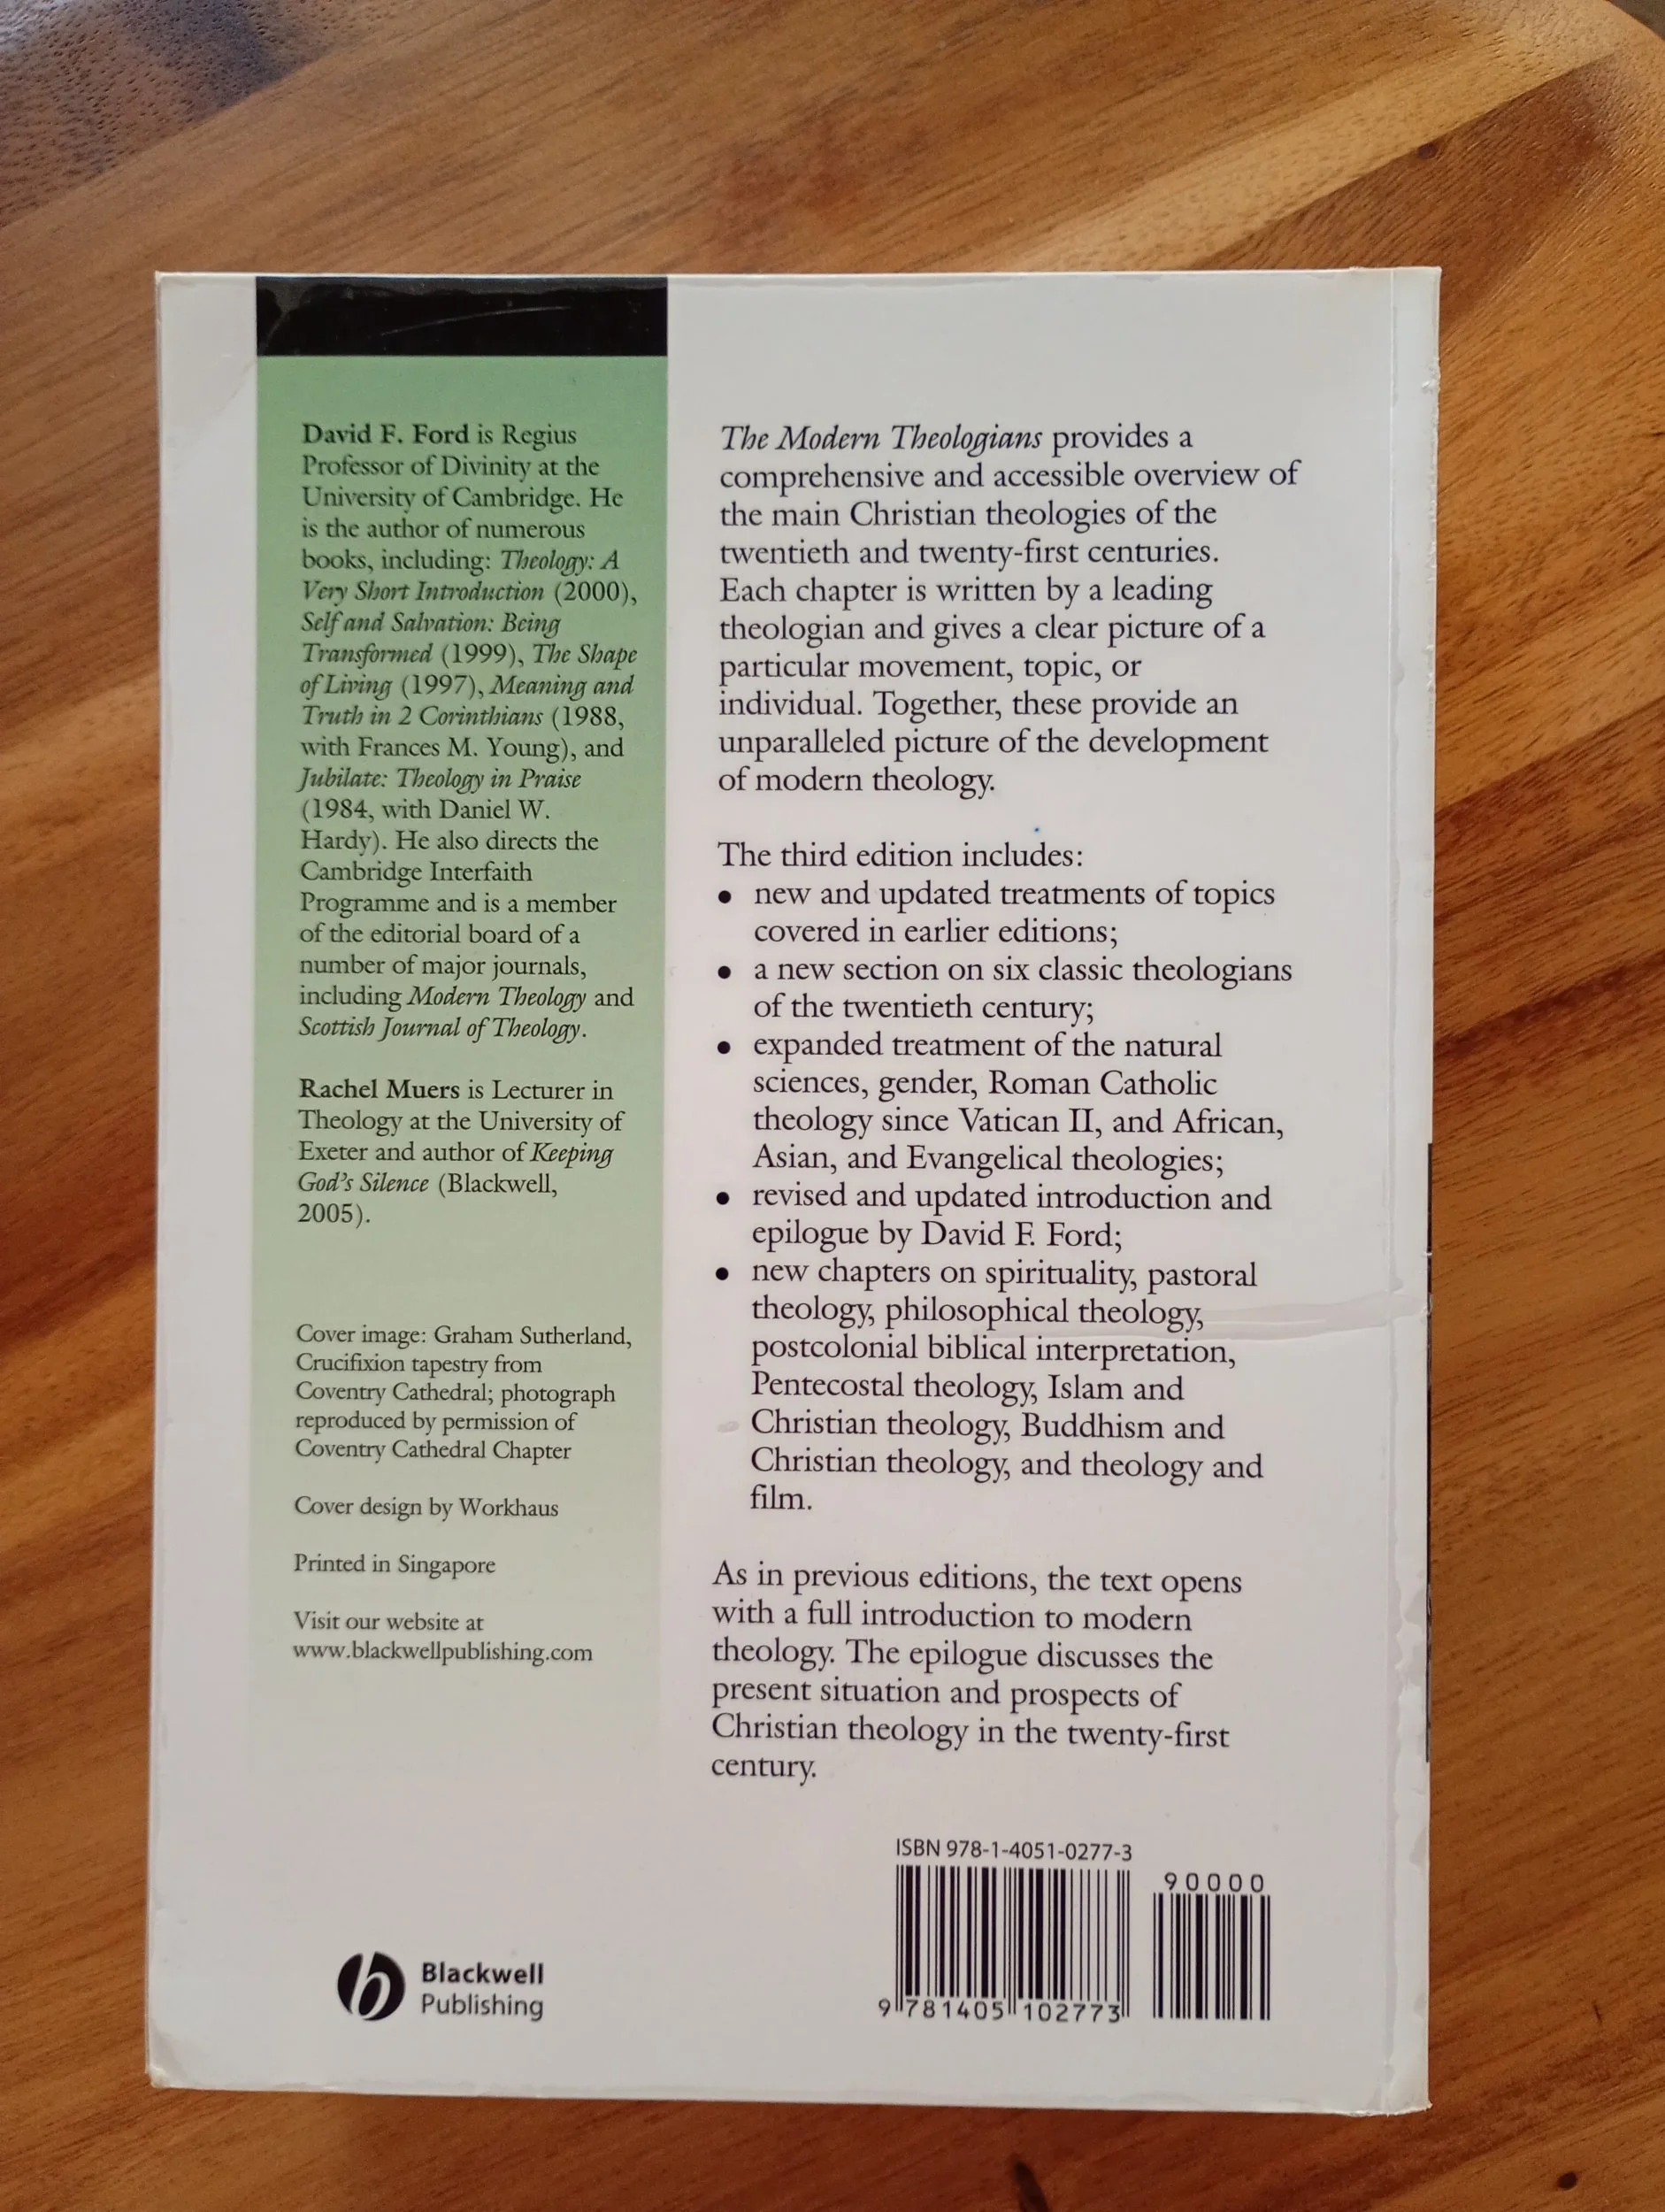 David F. Ford is Regius
Professor of Divinity at the
University of Cambridge. He
is the author of numerous
books, including: Theology: A
Very Short Introduction (2000),
Self and Salvation: Being
Transformed (1999), The Shape
of Living (1997), Meaning and
Truth in 2 Corinthians (1988,
with Frances M. Young), and
Jubilate: Theology in Praise
(1984, with Daniel W.
Hardy). He also directs the
Cambridge Interfaith
Programme and is a member
of the editorial board of a
number of major journals,
including Modern Theology and
Scottish Journal of Theology.
Rachel Muers is Lecturer in
Theology at the University of
Exeter and author of Keeping
God's Silence (Blackwell,
2005).
Cover image: Graham Sutherland,
Crucifixion tapestry from
Coventry Cathedral; photograph
reproduced by permission of
Coventry Cathedral Chapter
Cover design by Workhaus
Printed in Singapore
Visit our website at
www.blackwellpublishing.com
The Modern Theologians provides a
comprehensive and accessible overview of
the main Christian theologies of the
twentieth and twenty-first centuries.
Each chapter is written by a leading
theologian and gives a clear picture of a
particular movement, topic, or
individual. Together, these provide an
unparalleled picture of the development
of modern theology.
The third edition includes:
• new and updated treatments of topics
covered in earlier editions;
• a new section on six classic theologians
of the twentieth century;
• expanded treatment of the natural
sciences, gender, Roman Catholic
theology since Vatican II, and African,
Asian, and Evangelical theologies;
• revised and updated introduction and
epilogue by David F. Ford;
• new chapters on spirituality, pastoral
theology, philosophical theology,
postcolonial biblical interpretation,
Pentecostal theology, Islam and
Christian theology, Buddhism and
Christian theology, and theology and
film.
As in previous editions, the text opens
with a full introduction to modern
theology. The epilogue discusses the
present situation and prospects of
Christian theology in the twenty-first
century.
Blackwell
Publishing
ISBN 978-1-4051-0277-3
90000
9 781405 102773